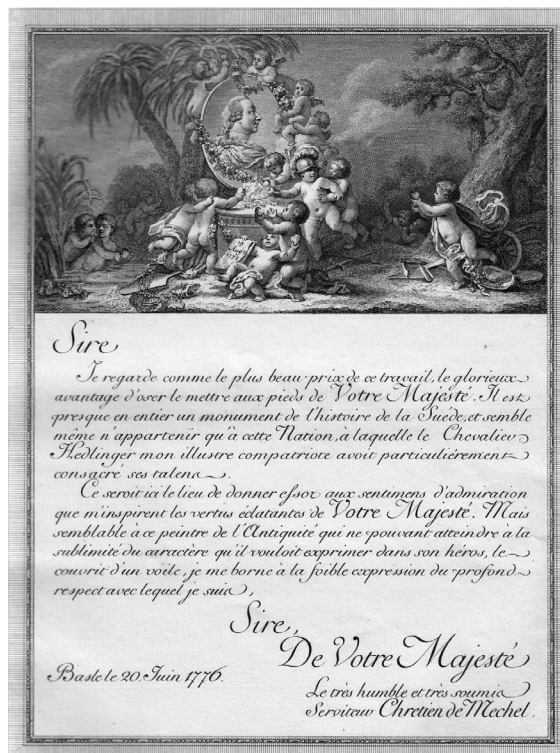 Sire
Je regarde comme le plus beau prix de ce travail, le glorieux
avantage d'oser le mettre aux pieds de Votre Majesté. Il est
presque en entier un monument de l'histoire de la Suede, et semble
même n'appartenir qu'à cette Nation, à laquelle le Chevalier
Hedlinger mon illustre compatriote avoit particuliérement
consacré ses talens.
Ce seroit ici le lieu de donner essor aux sentimens d'admiration
que m'inspirent les vertus éclatantes de Votre Majesté. Mais
semblable à ce peintre de l'Antiquité qui ne pouvant atteindre à la
sublimité du caractère qu'il vouloit exprimer dans son héros, le
couvrit d'un voile, je me borne à la foible expression du profond
respect avec lequel je suis,
Sire,
De Votre Majesté
Basle le 20. Juin 1776.
Le très humble et très soumis
Serviteur Chretien de Mechel.